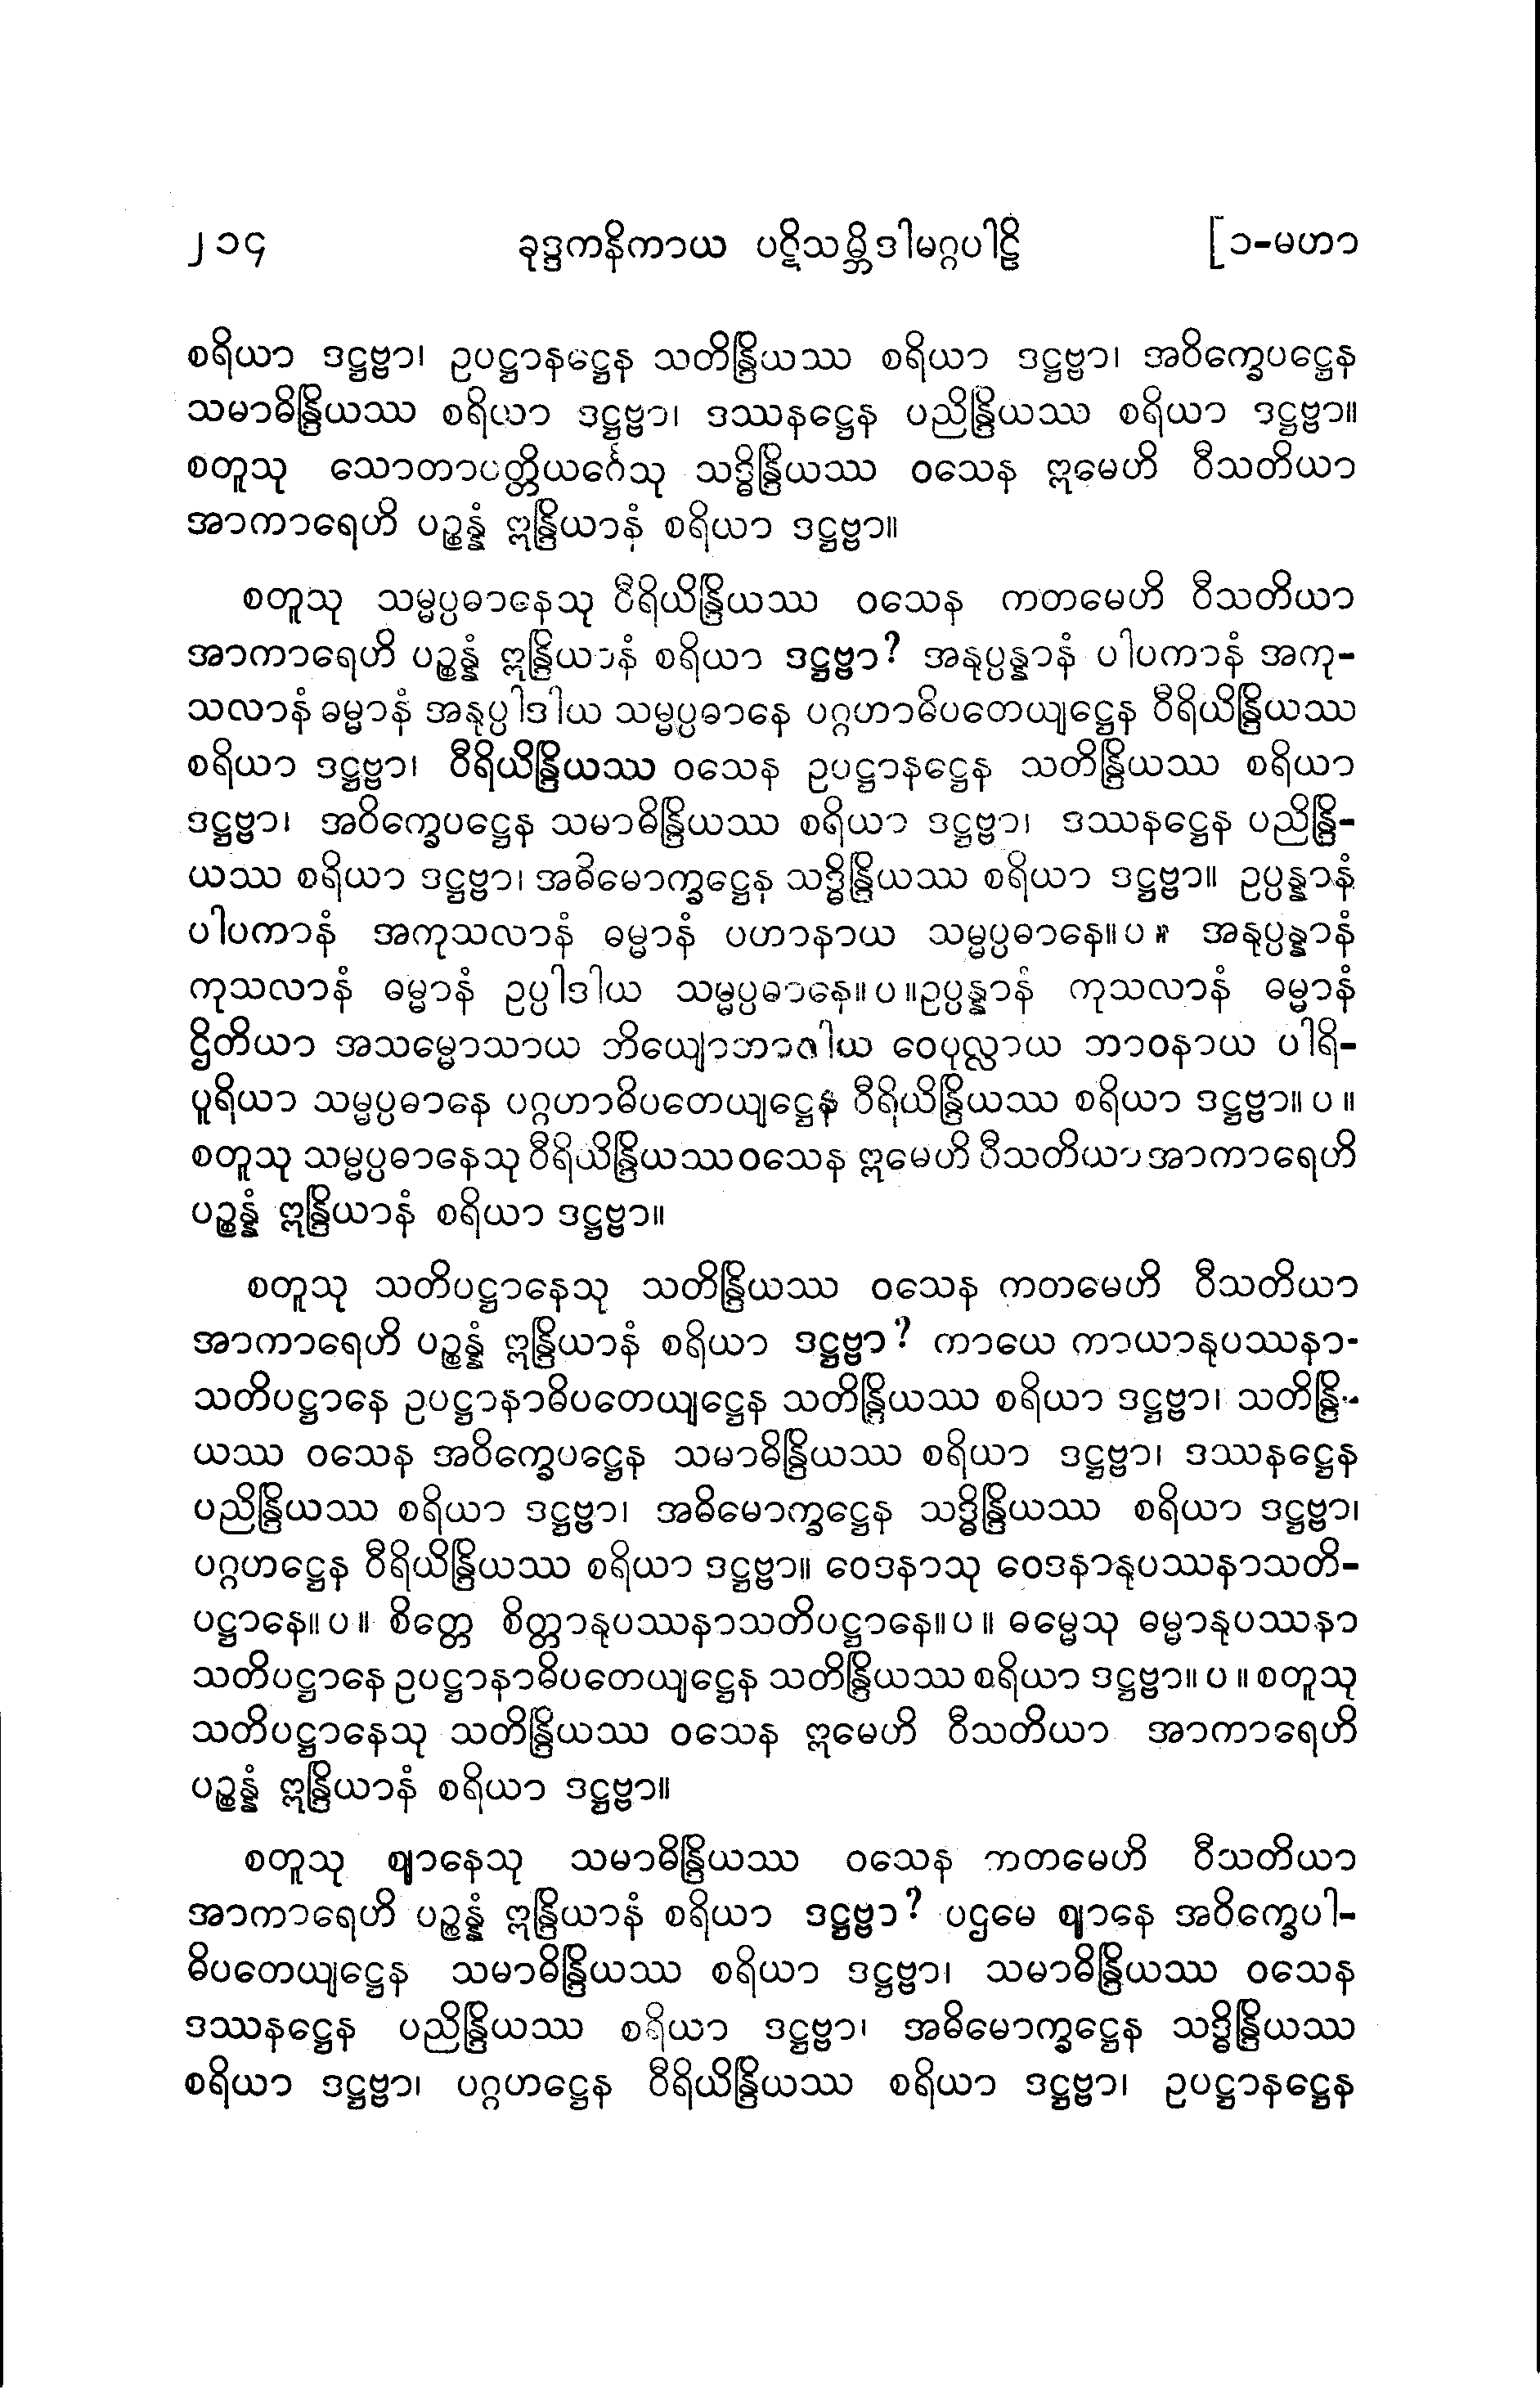 ၂၁၄ ခုဒ္ဒကနိကာယ ပဋိသမ္ဘိဒါမဂ္ဂပါဠိ [၁-မဟာ
စရိယာ ဒဋ္ဌဗ္ဗာ၊ ဥပဋ္ဌာနဋ္ဌေန သတိန္ဒြိယဿ စရိယာ ဒဋ္ဌဗ္ဗာ၊ အဝိက္ခေပဋ္ဌေန
သမာဓိန္ဒြိယဿ စရိယာ ဒဋ္ဌဗ္ဗာ၊ ဒဿနဋ္ဌေန ပညိန္ဒြိယဿ စရိယာ ဒဋ္ဌဗ္ဗာ။
စတူသု သောတာပတ္တိယင်္ဂေသု သဒ္ဓိန္ဒြိယဿ ဝသေန ဣမေဟိ ဝီသတိယာ
အာကာရေဟိ ပဉ္စန္နံ ဣန္ဒြိယာနံ စရိယာ ဒဋ္ဌဗ္ဗာ။
စတူသု သမ္မပ္ပဓာနေသု ဝီရိယိန္ဒြိယဿ ဝသေန ကတမေဟိ ဝီသတိယာ
အာကာရေဟိ ပဉ္စန္နံ ဣန္ဒြိယာနံ စရိယာ ဒဋ္ဌဗ္ဗာ? အနုပ္ပန္နာနံ ပါပကာနံ အကု-
သလာနံ ဓမ္မာနံ အနုပ္ပါဒါယ သမ္မပ္ပဓာနေ ပဂ္ဂဟာဓိပတေယျဋ္ဌေန ဝီရိယိန္ဒြိယဿ
စရိယာ ဒဋ္ဌဗ္ဗာ၊ ဝီရိယိန္ဒြိယဿ ဝသေန ဥပဋ္ဌာနဋ္ဌေန သတိန္ဒြိယဿ စရိယာ
ဒဋ္ဌဗ္ဗာ၊ အဝိက္ခေပဋ္ဌေန သမာဓိန္ဒြိယဿ စရိယာ ဒဋ္ဌဗ္ဗာ၊ ဒဿနဋ္ဌေန ပညိန္ဒြိ-
ယဿ စရိယာ ဒဋ္ဌဗ္ဗာ၊ အဓိမောက္ခဋ္ဌေန သဒ္ဓိန္ဒြိယဿ စရိယာ ဒဋ္ဌဗ္ဗာ။ ဥပ္ပန္နာနံ
ပါပကာနံ အကုသလာနံ ဓမ္မာနံ ပဟာနာယ သမ္မပ္ပဓာနေ။ပ။ အနုပ္ပန္နာနံ
ကုသလာနံ ဓမ္မာနံ ဥပ္ပါဒါယ သမ္မပ္ပဓာနေ။ပ။ဥပ္ပန္နာနံ ကုသလာနံ ဓမ္မာနံ
ဌိတိယာ အသမ္မောသာယ ဘိယျောဘာဝါယ ဝေပုလ္လာယ ဘာဝနာယ ပါရိ-
ပူရိယာ သမ္မပ္ပဓာနေ ပဂ္ဂဟာဓိပတေယျဋ္ဌေန ဝီရိယိန္ဒြိယဿ စရိယာ ဒဋ္ဌဗ္ဗာ။ပ။
စတူသု သမ္မပ္ပဓာနေသု ဝီရိယိန္ဒြိယဿဝသေန ဣမေဟိ ဝီသတိယာ အာကာရေဟိ
ပဉ္စန္နံ ဣန္ဒြိယာနံ စရိယာ ဒဋ္ဌဗ္ဗာ။
စတူသု သတိပဋ္ဌာနေသု သတိန္ဒြိယဿ ဝသေန ကတမေဟိ ဝီသတိယာ
အာကာရေဟိ ပဉ္စန္နံ ဣန္ဒြိယာနံ စရိယာ ဒဋ္ဌဗ္ဗာ? ကာယေ ကာယာနုပဿနာ-
သတိပဋ္ဌာနေ ဥပဋ္ဌာနာဓိပတေယျဋ္ဌေန သတိန္ဒြိယဿ စရိယာ ဒဋ္ဌဗ္ဗာ၊ သတိန္ဒြိ-
ယဿ ဝသေန အဝိက္ခေပဋ္ဌေန သမာဓိန္ဒြိယဿ စရိယာ ဒဋ္ဌဗ္ဗာ၊ ဒဿနဋ္ဌေန
ပညိန္ဒြိယဿ စရိယာ ဒဋ္ဌဗ္ဗာ၊ အဓိမောက္ခဋ္ဌေန သဒ္ဓိန္ဒြိယဿ စရိယာ ဒဋ္ဌဗ္ဗာ၊
ပဂ္ဂဟဋ္ဌေန ဝီရိယိန္ဒြိယဿ စရိယာ ဒဋ္ဌဗ္ဗာ။ ဝေဒနာသု ဝေဒနာနုပဿနာသတိ-
ပဋ္ဌာနေ။ပ။ စိတ္တေ စိတ္တာနုပဿနာသတိပဋ္ဌာနေ။ပ။ ဓမ္မေသု ဓမ္မာနုပဿနာ
သတိပဋ္ဌာနေ ဥပဋ္ဌာနာဓိပတေယျဋ္ဌေန သတိန္ဒြိယဿ စရိယာ ဒဋ္ဌဗ္ဗာ။ပ။ စတူသု
သတိပဋ္ဌာနေသု သတိန္ဒြိယဿ ဝသေန ဣမေဟိ ဝီသတိယာ အာကာရေဟိ
ပဉ္စန္နံ ဣန္ဒြိယာနံ စရိယာ ဒဋ္ဌဗ္ဗာ။
စတူသု ဈာနေသု သမာဓိန္ဒြိယဿ ဝသေန ကတမေဟိ ဝီသတိယာ
အာကာရေဟိ ပဉ္စန္နံ ဣန္ဒြိယာနံ စရိယာ ဒဋ္ဌဗ္ဗာ? ပဌမေ ဈာနေ အဝိက္ခေပါ-
ဓိပတေယျဋ္ဌေန သမာဓိန္ဒြိယဿ စရိယာ ဒဋ္ဌဗ္ဗာ၊ သမာဓိန္ဒြိယဿ ဝသေန
ဒဿနဋ္ဌေန ပညိန္ဒြိယဿ စရိယာ ဒဋ္ဌဗ္ဗာ၊ အဓိမောက္ခဋ္ဌေန သဒ္ဓိန္ဒြိယဿ
စရိယာ ဒဋ္ဌဗ္ဗာ၊ ပဂ္ဂဟဋ္ဌေန ဝီရိယိန္ဒြိယဿ စရိယာ ဒဋ္ဌဗ္ဗာ၊ ဥပဋ္ဌာနဋ္ဌေန